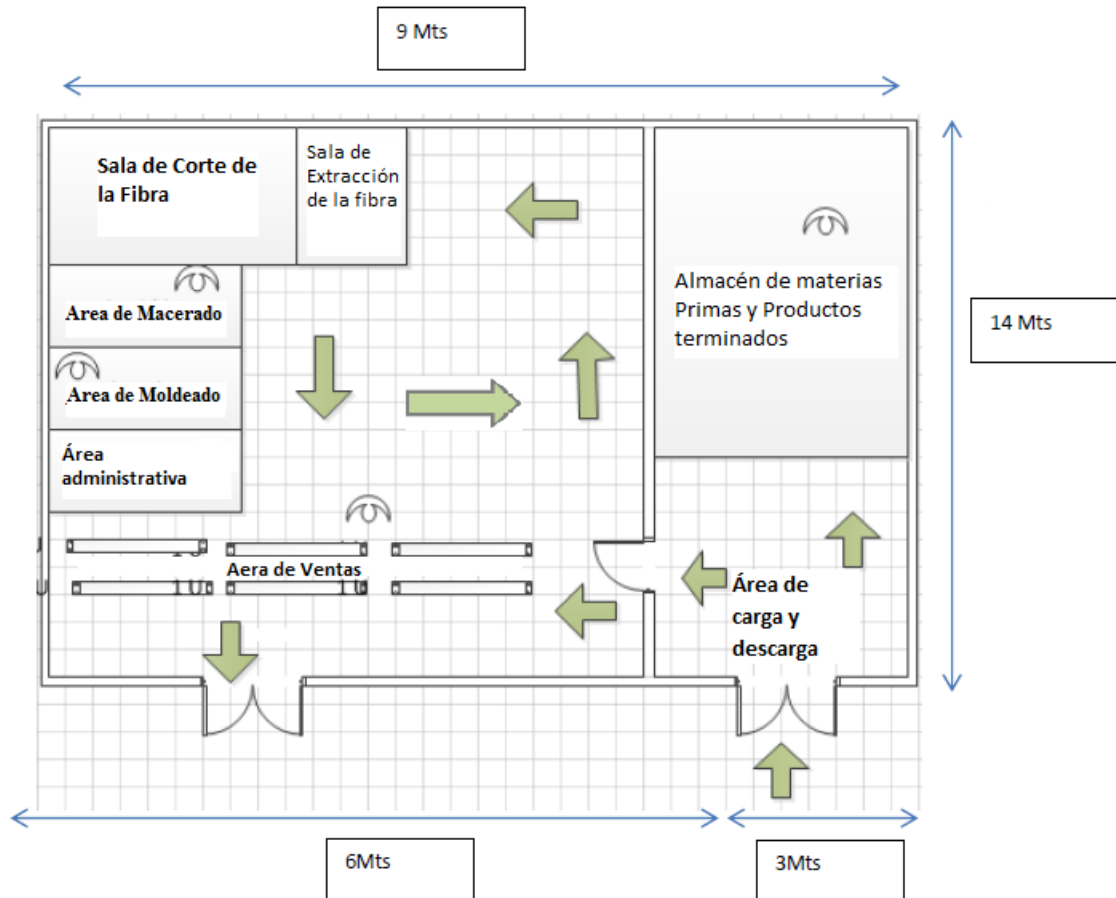 9 Mts
Sala de Corte de
la Fibra
Sala de
Extracción
de la fibra
Almacén de materias
Primas y Productos
terminados
14 Mts
Area de Macerado
Area de Moldeado
Área
administrativa
Aera de Ventas
Área de
carga y
descarga
6Mts
3Mts